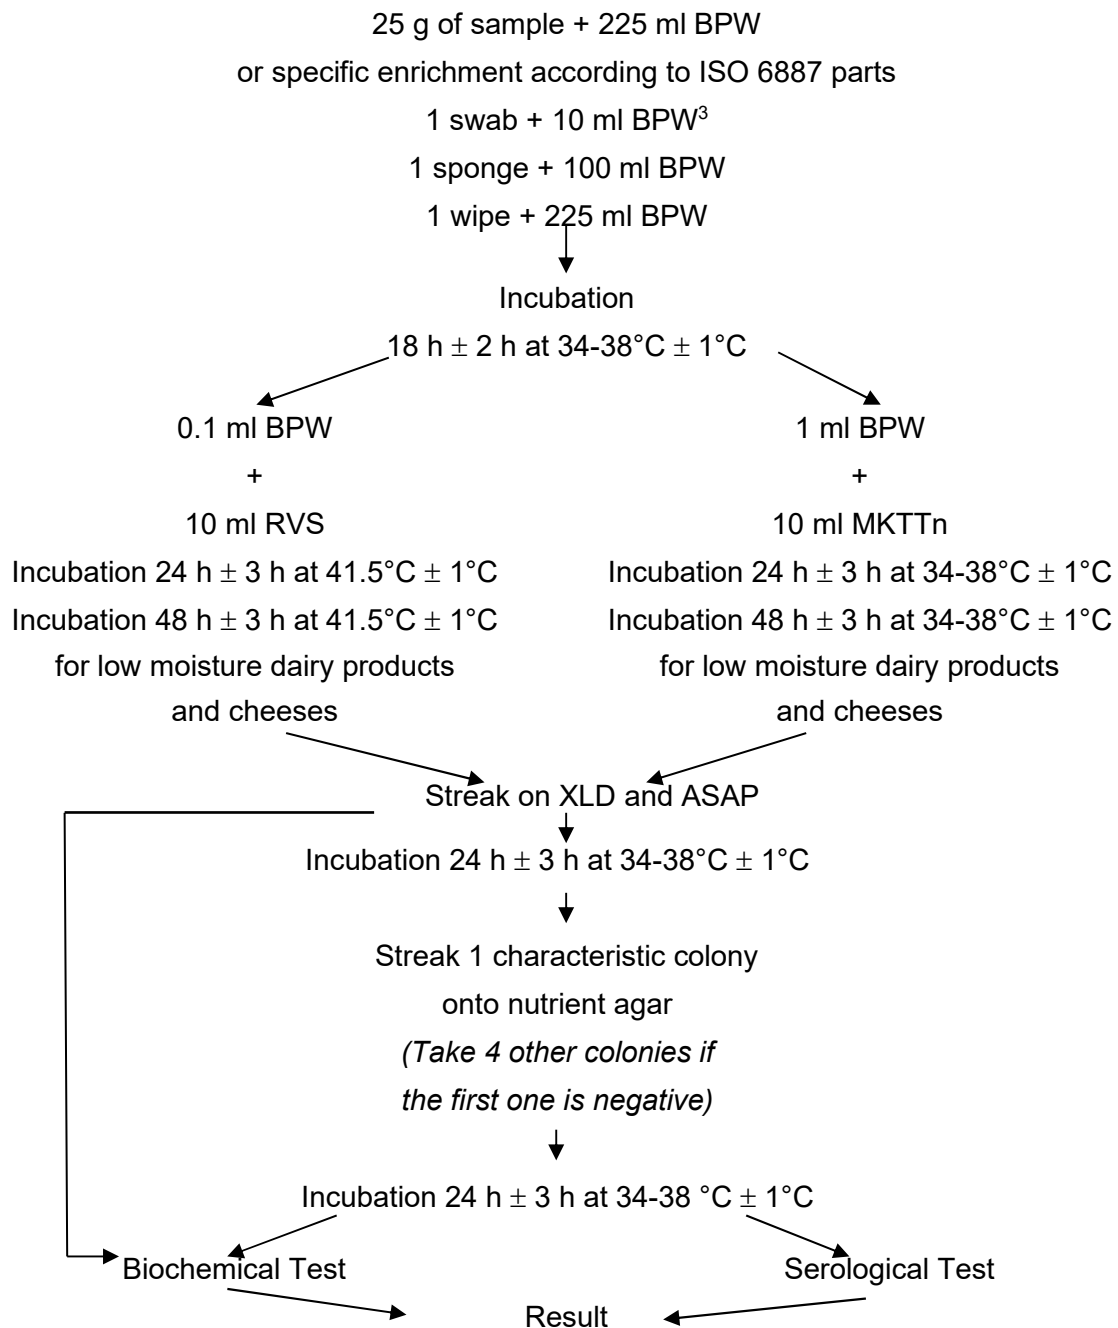 25 g of sample + 225 ml BPW
or specific enrichment according to ISO 6887 parts
1 swab + 10 ml BPW³
1 sponge + 100 ml BPW
1 wipe + 225 ml BPW
Incubation
18 h ± 2 h at 34-38°C ± 1°C
0.1 ml BPW
+
10 ml RVS
Incubation 24 h ± 3 h at 41.5°C ± 1°C
Incubation 48 h ± 3 h at 41.5°C ± 1°C
for low moisture dairy products
and cheeses
1 ml BPW
+
10 ml MKTTn
Incubation 24 h ± 3 h at 34-38°C ± 1°C
Incubation 48 h ± 3 h at 34-38°C ± 1°C
for low moisture dairy products
and cheeses
Streak on XLD and ASAP
Incubation 24 h ± 3 h at 34-38°C ± 1°C
Streak 1 characteristic colony
onto nutrient agar
(Take 4 other colonies if
the first one is negative)
Incubation 24 h ± 3 h at 34-38 °C ± 1°C
Biochemical Test
Serological Test
Result